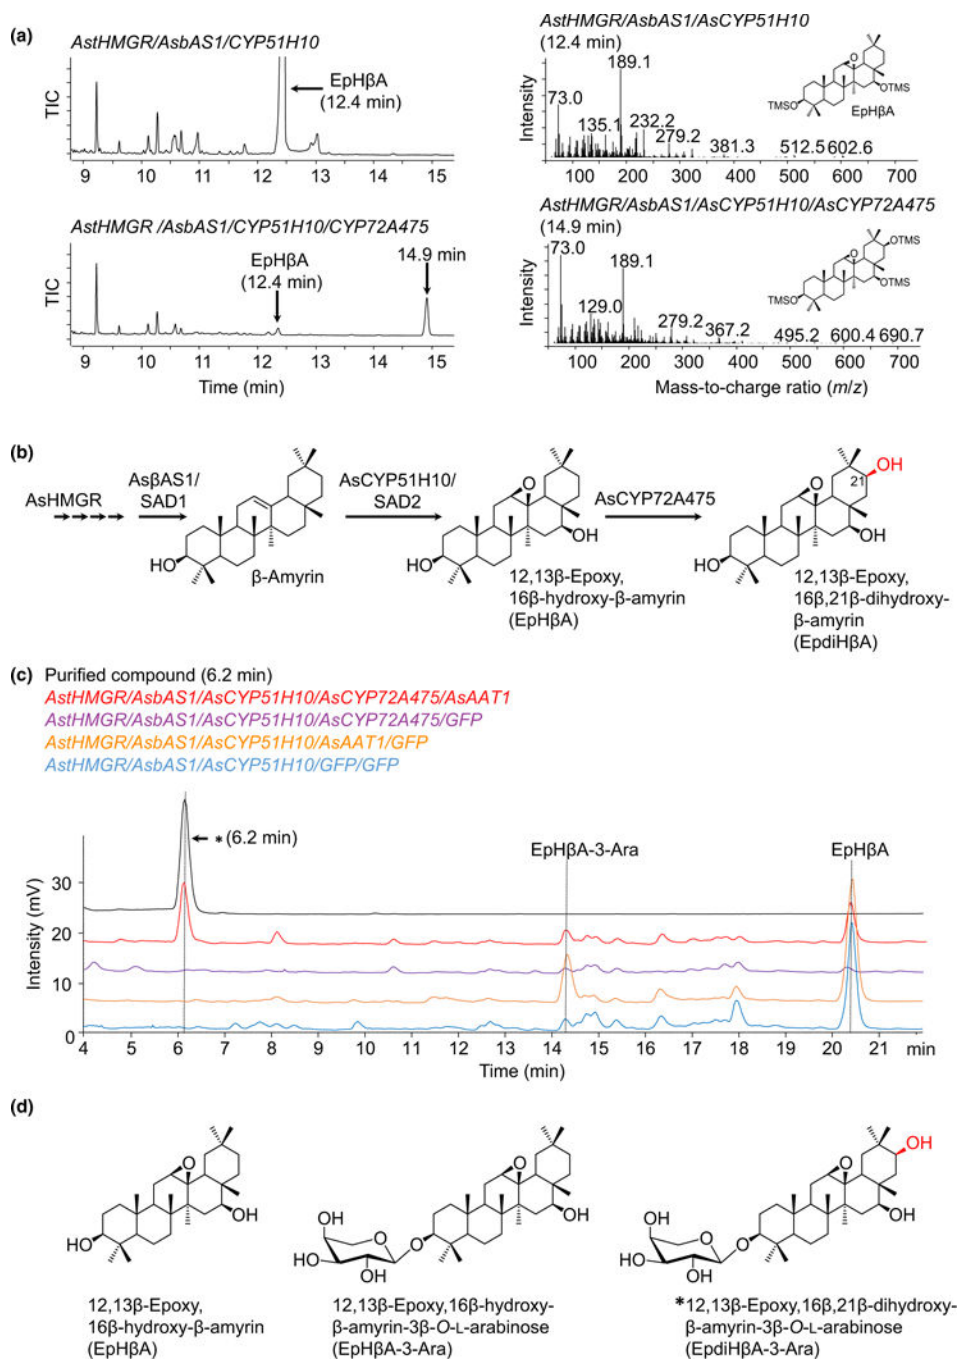 (a)
AstHMGR/AsbAS1/CYP51H10
EpHβA
(12.4 min)
TIC
9 10 11 12 13 14 15
AstHMGR/AsbAS1/AsCYP51H10
(12.4 min)
Intensity
189.1
73.0
135.1
232.2
279.2
381.3
512.5
602.6
O
OTMS
TMSO
EpHβA
100 200 300 400 500 600 700
AstHMGR /AsbAS1/CYP51H10/CYP72A475
EpHβA
(12.4 min)
14.9 min
TIC
9 10 11 12 13 14 15
Time (min)
AstHMGR/AsbAS1/AsCYP51H10/AsCYP72A475
(14.9 min)
Intensity
73.0
189.1
129.0
279.2
367.2
495.2
600.4
690.7
OTMS
O
OTMS
TMSO
100 200 300 400 500 600 700
Mass-to-charge ratio (m/z)
(b)
AsHMGR
AsβAS1/
SAD1
HO
β-Amyrin
AsCYP51H10/
SAD2
O
OH
HO
12,13β-Epoxy,
16β-hydroxy-β-amyrin
(EpHβA)
AsCYP72A475
OH
21
O
OH
HO
12,13β-Epoxy,
16β,21β-dihydroxy-
β-amyrin
(EpdiHβA)
(c) Purified compound (6.2 min)
AstHMGR/AsbAS1/AsCYP51H10/AsCYP72A475/AsAAT1
AstHMGR/AsbAS1/AsCYP51H10/AsCYP72A475/GFP
AstHMGR/AsbAS1/AsCYP51H10/AsAAT1/GFP
AstHMGR/AsbAS1/AsCYP51H10/GFP/GFP
* (6.2 min)
EpHβA-3-Ara
EpHβA
Intensity (mV)
30
20
10
0
4 5 6 7 8 9 10 11 12 13 14 15 16 17 18 19 20 21 min
Time (min)
(d)
O
OH
HO
12,13β-Epoxy,
16β-hydroxy-β-amyrin
(EpHβA)
O
OH
OH
O
O
HO
OH
12,13β-Epoxy,16β-hydroxy-
β-amyrin-3β-O-L-arabinose
(EpHβA-3-Ara)
OH
O
OH
OH
O
O
HO
OH
*12,13β-Epoxy,16β,21β-dihydroxy-
β-amyrin-3β-O-L-arabinose
(EpdiHβA-3-Ara)